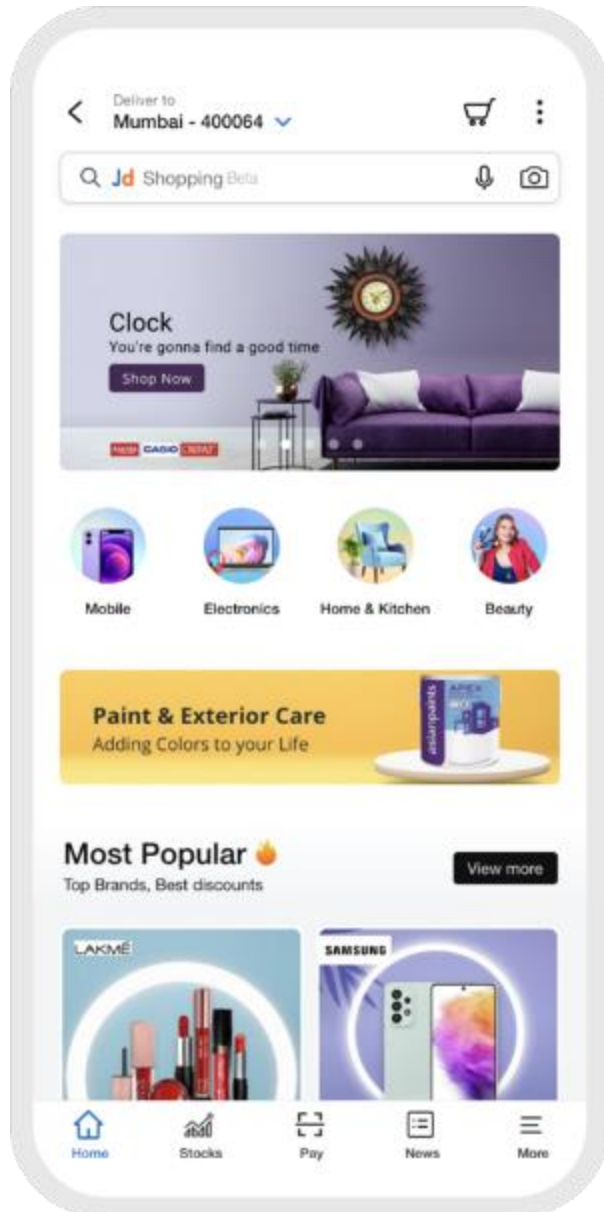 Deliver to
Mumbai - 400064
Jd Shopping Beta
Clock
You're gonna find a good time
Shop Now
CASIO
Mobile
Electronics
Home & Kitchen
Beauty
Paint & Exterior Care
Adding Colors to your Life
asianpaints
APEX
Most Popular
Top Brands, Best discounts
View more
LAKMÉ
SAMSUNG
Home
Stocks
Pay
News
More